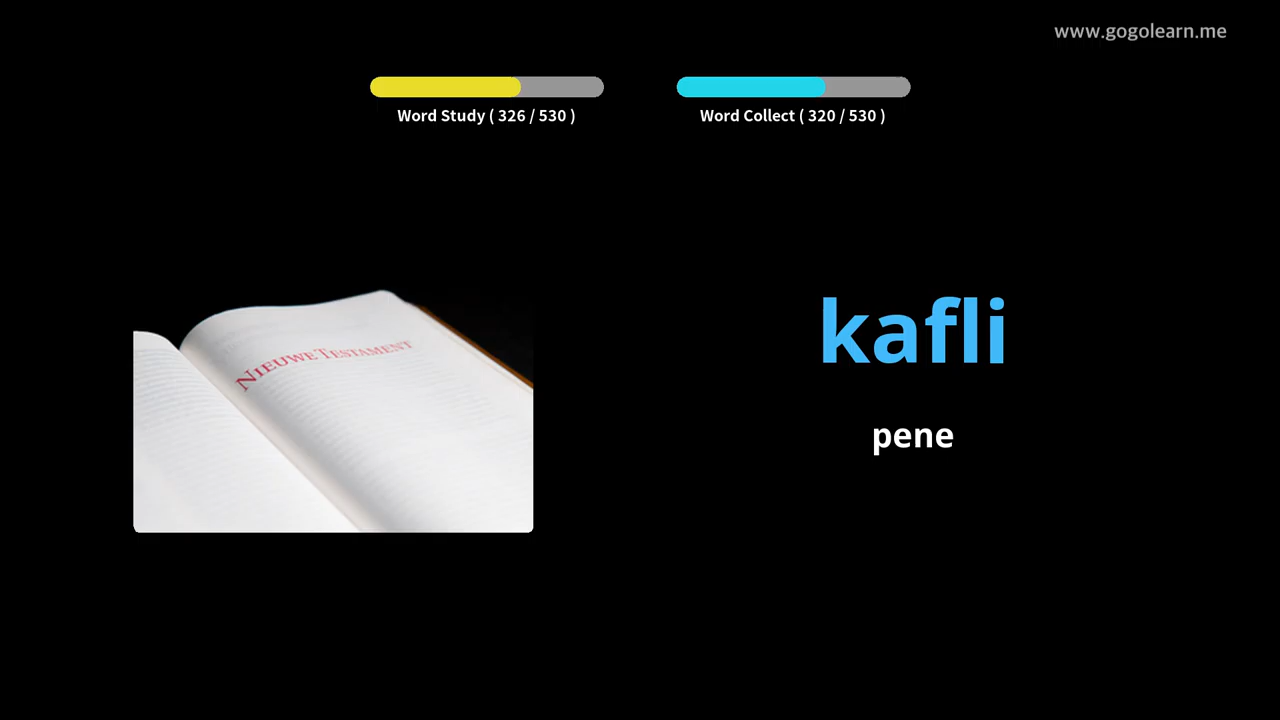 www.gogolearn.me
Word Study ( 326 / 530 )
Word Collect ( 320 / 530 )
NIEUWE TESTAMENT
kafli
pene